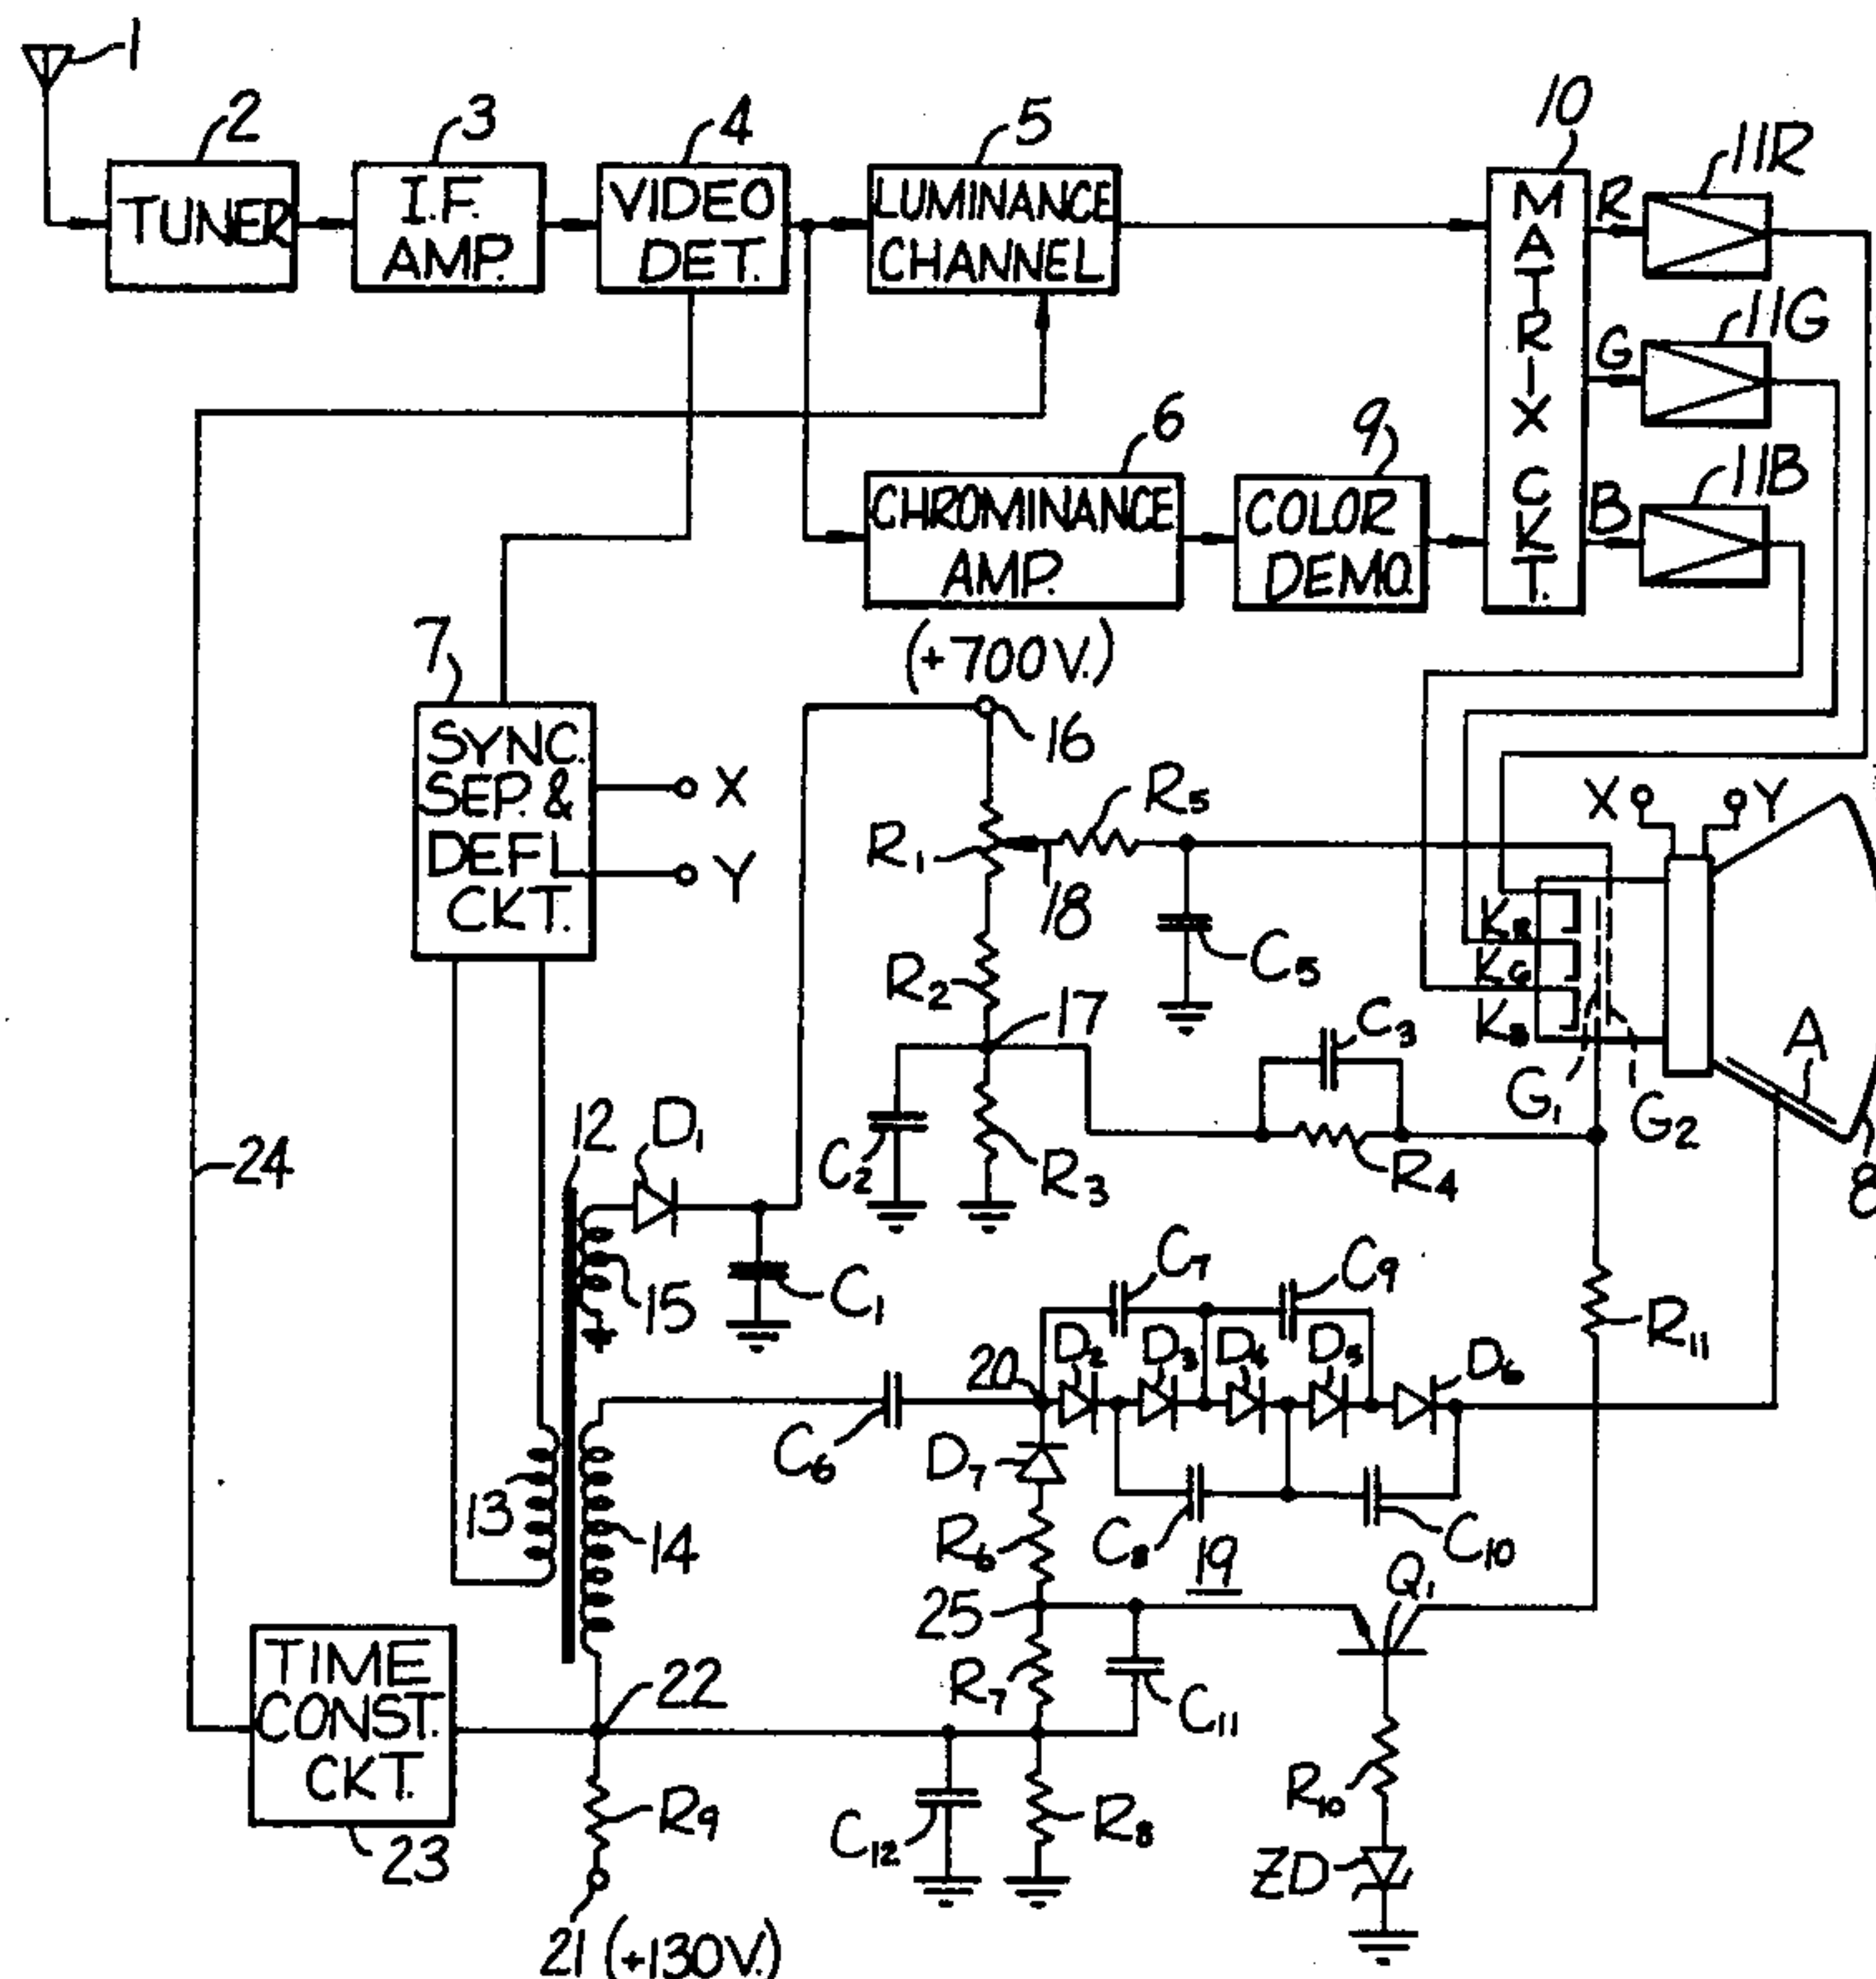 1
2
3
4
5
10
11R
TUNER
I.F.
AMP.
VIDEO
DET.
LUMINANCE
CHANNEL
MATRIX CKT.
R
G
11G
B
11B
6
9
CHROMINANCE
AMP.
COLOR
DEMO.
(+700V.)
7
16
SYNC.
SEP. &
DEFL
CKT.
X
Y
R1
R5
18
X
Y
KR
KG
KB
R2
C5
17
C3
A
G1
G2
8
24
12
D1
C2
R3
R4
15
C1
C7
C9
R11
20
D2
D3
D4
D5
D6
C6
D7
13
14
R6
C8
19
C10
25
Q1
TIME
CONST.
CKT.
22
R7
C11
R10
23
R9
C12
R8
ZD
21 (+130V.)